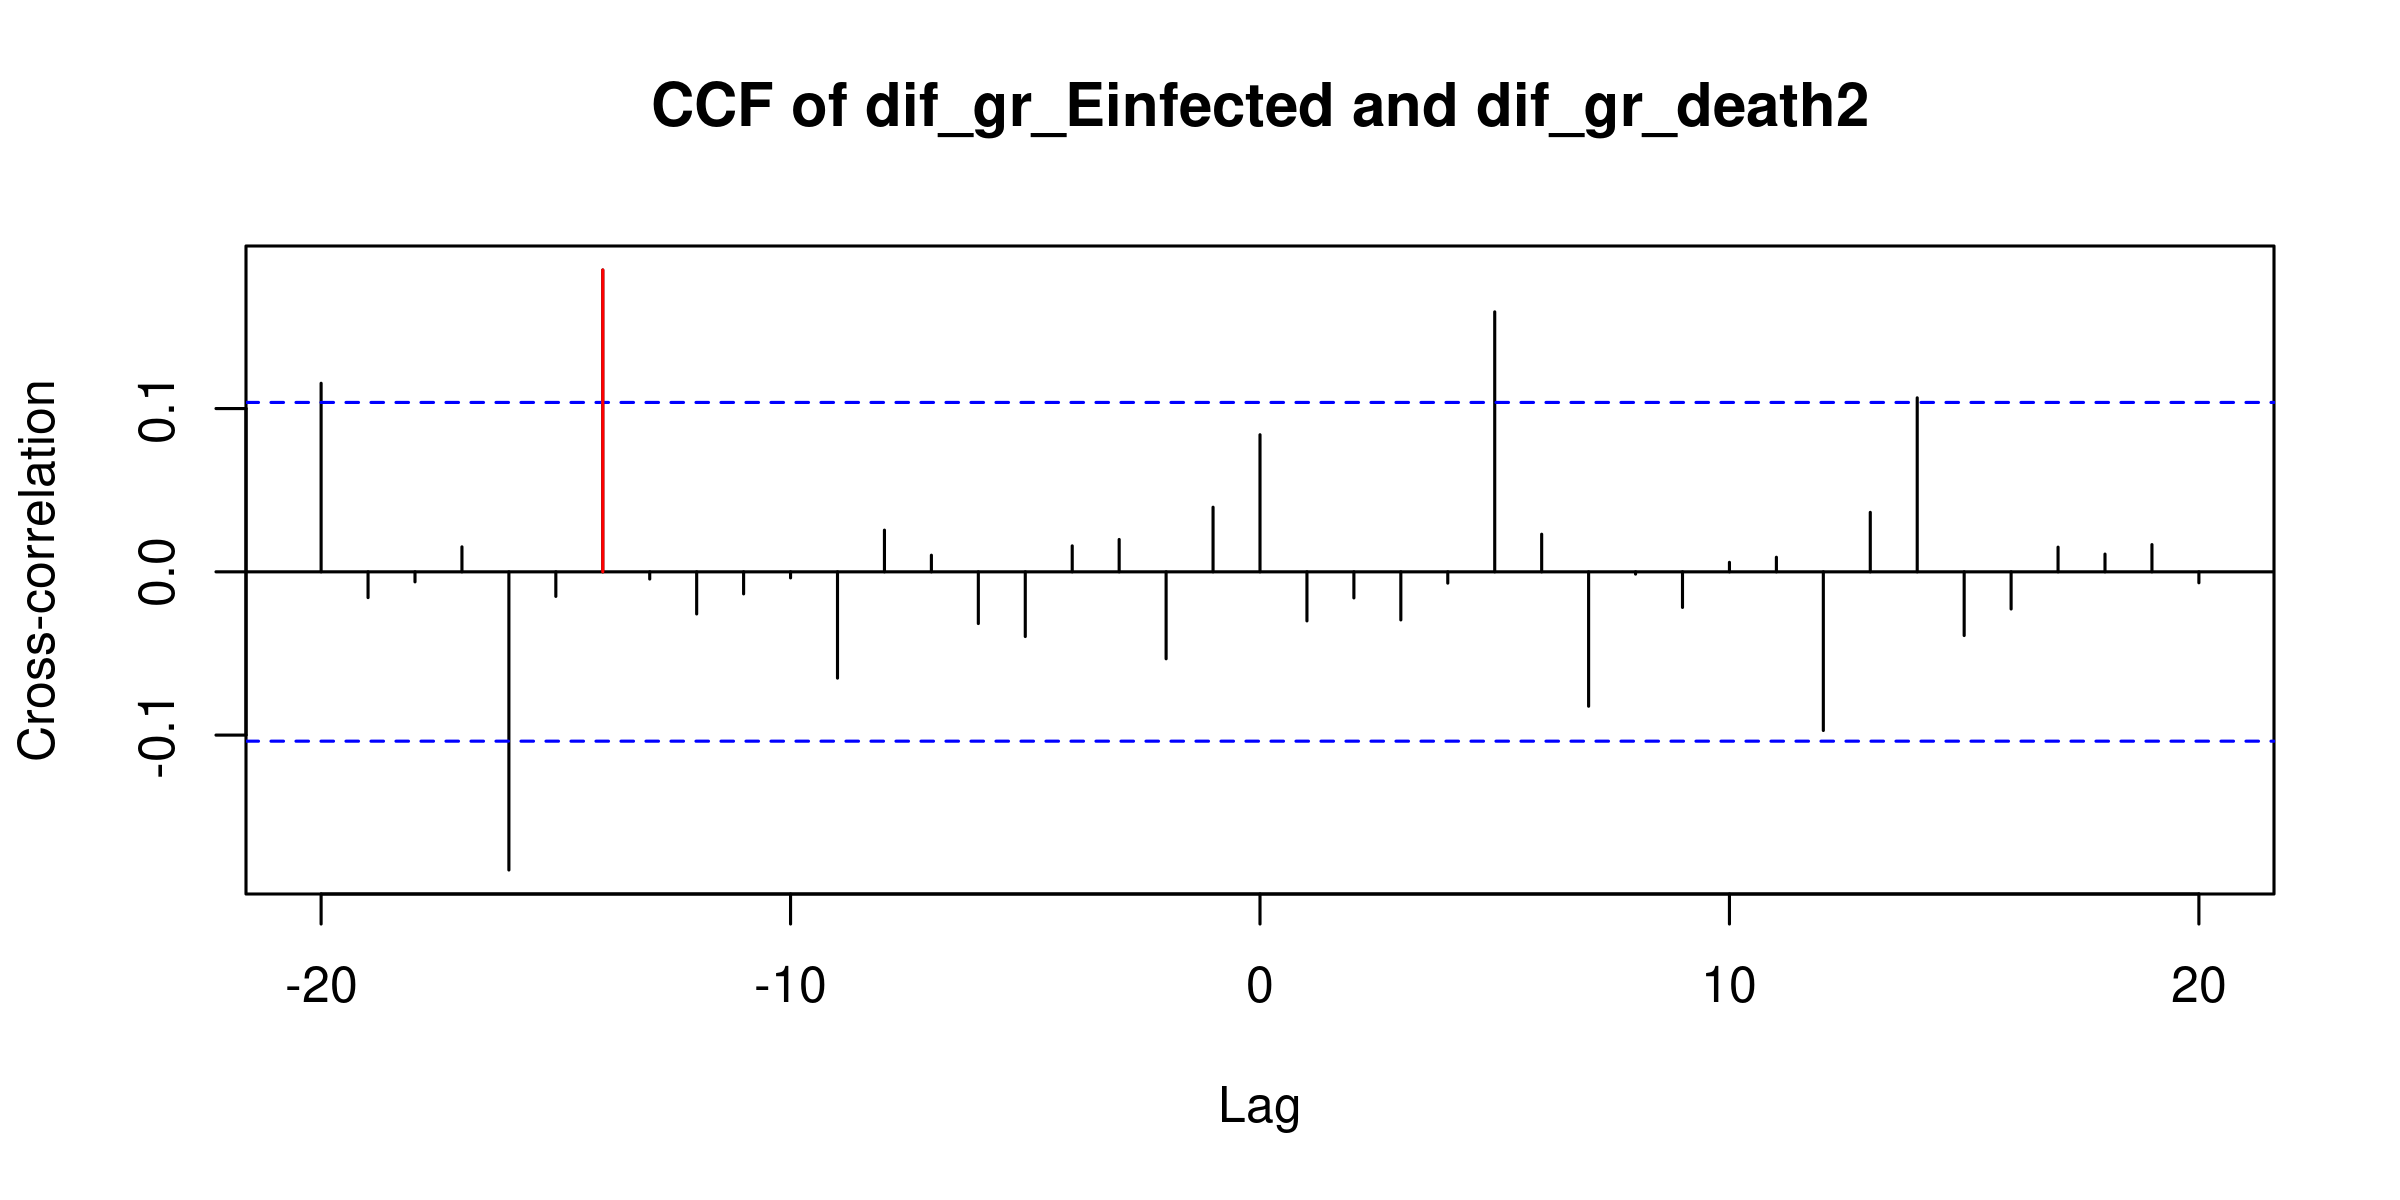 CCF of dif_gr_Einfected and dif_gr_death2
Cross-correlation
0.1
0.0
-0.1
-20 -10 0 10 20
Lag